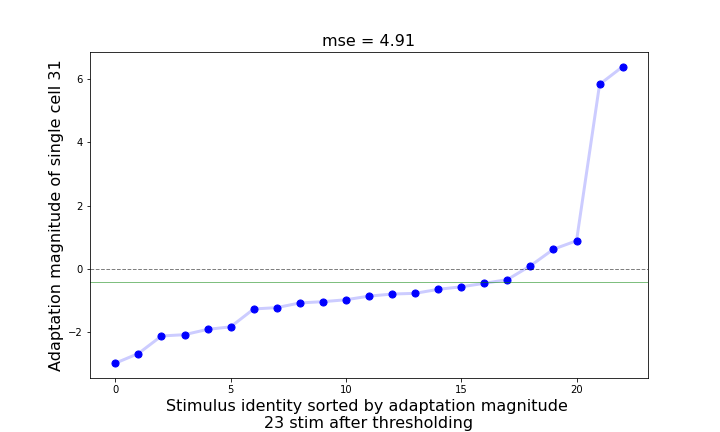 mse = 4.91
Adaptation magnitude of single cell 31
6
4
2
0
−2
0 5 10 15 20
Stimulus identity sorted by adaptation magnitude
23 stim after thresholding